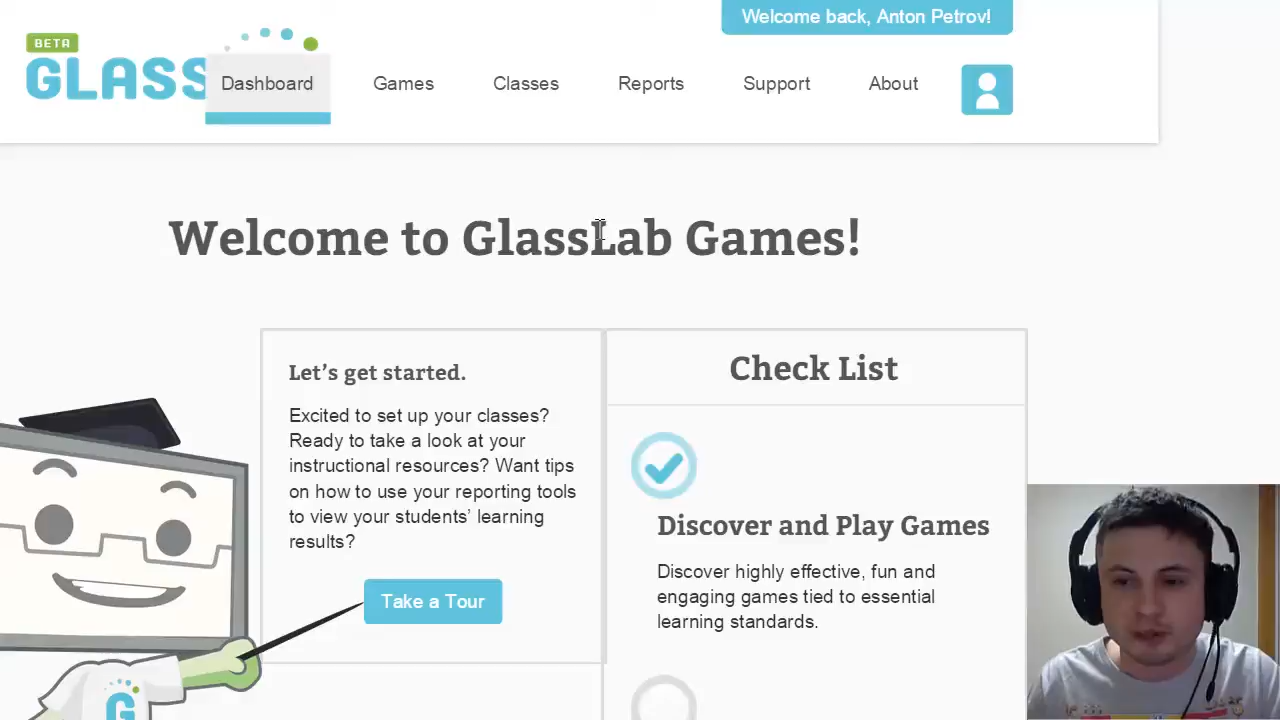 Welcome back, Anton Petrov!
BETA
GLASS
Dashboard Games Classes Reports Support About
Welcome to GlassLab Games!
Let's get started.
Excited to set up your classes?
Ready to take a look at your
instructional resources? Want tips
on how to use your reporting tools
to view your students' learning
results?
Take a Tour
Check List
Discover and Play Games
Discover highly effective, fun and
engaging games tied to essential
learning standards.
G